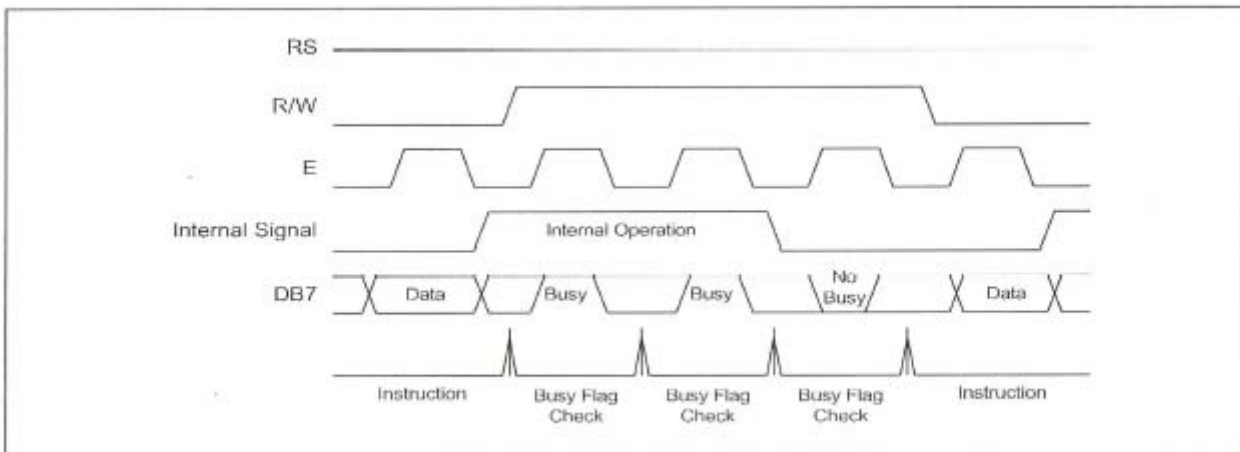 RS
R/W
E
Internal Signal
Internal Operation
DB7
Data
Busy
Busy
No
Busy
Data
Instruction
Busy Flag
Check
Busy Flag
Check
Busy Flag
Check
Instruction